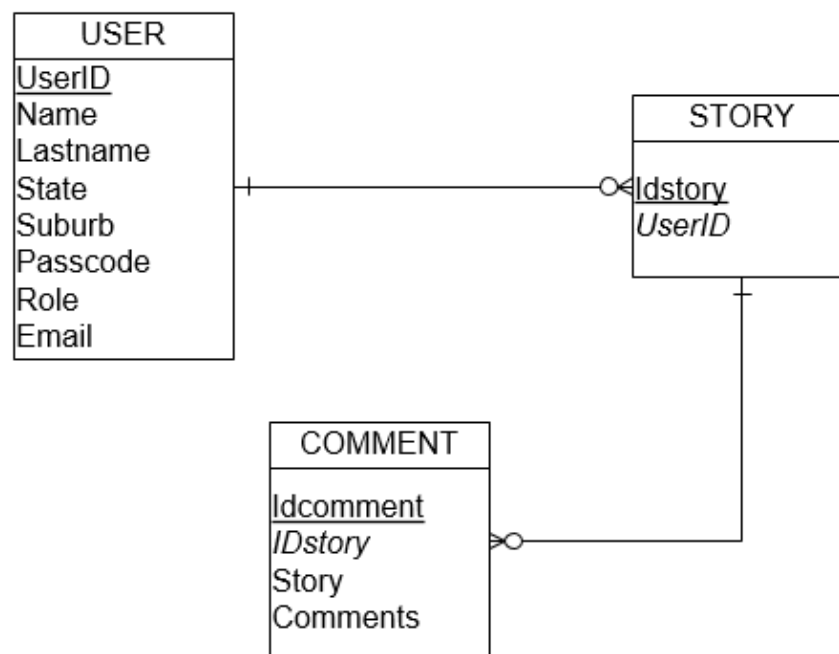 USER
UserID
Name
Lastname
State
Suburb
Passcode
Role
Email
STORY
Idstory
UserID
COMMENT
Idcomment
IDstory
Story
Comments